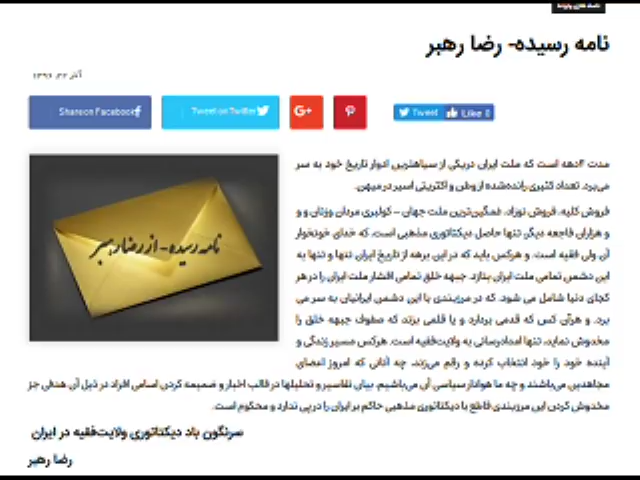 نامه های وارده
نامه رسیده- رضا رهبر
آذر ۲۲, ۱۳۹۶
Share on Facebook
Tweet on Twitter
G+
Tweet
Like 0
نامه رسیده - از رضا رهبر
مدت ۴دهه است که ملت ایران دریکی از سیاهترین ادوار تاریخ خود به سر
می‌برد. تعداد کثیری رانده‌شده از وطن و اکثریتی اسیر در میهن.
فروش کلیه، فروش نوزاد، غمگین‌ترین ملت جهان – کولبری مردان وزنان و و
و هزاران فاجعه دیگر تنها حاصل دیکتاتوری مذهبی است. که خدای خونخوار
آن ولی فقیه است. و هرکس باید که در این برهه از تاریخ ایران تنها و تنها به
این دشمن تمامی ملت ایران بتازد. جبهه خلق تمامی اقشار ملت ایران را در هر
کجای دنیا شامل می شود. که در مرزبندی با این دشمن ایرانیان به سر می
برد. و هرآن کس که قدمی بردارد و یا قلمی بزند که صفوف جبهه خلق را
مخدوش نماید، تنها امدادرسانی به ولایت‌فقیه است. هرکس مسیر زندگی و
آینده خود را خود انتخاب کرده و رقم می‌زند. چه آنانی که امروز اعضای
مجاهدین می‌باشند و چه ما هوادار سیاسی آن می‌باشیم. بیان تفاسیر و تحلیلها در قالب اخبار و ضمیمه کردن اسامی افراد در ذیل آن هدفی جز
مخدوش کردن این مرزبندی قاطع با دیکتاتوری مذهبی حاکم بر ایران را در پی ندارد و محکوم است.
سرنگون باد دیکتاتوری ولایت‌فقیه در ایران
رضا رهبر